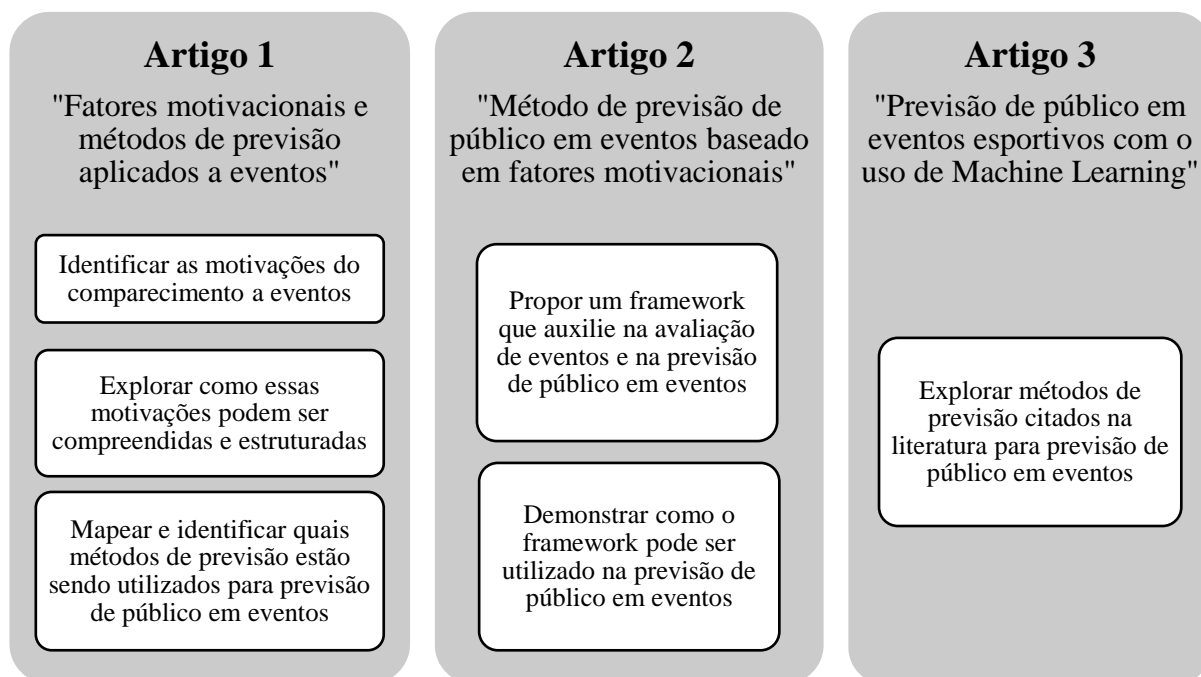 Artigo 1
"Fatores motivacionais e
métodos de previsão
aplicados a eventos"
Identificar as motivações do
comparecimento a eventos
Explorar como essas
motivações podem ser
compreendidas e estruturadas
Mapear e identificar quais
métodos de previsão estão
sendo utilizados para previsão
de público em eventos
Artigo 2
"Método de previsão de
público em eventos baseado
em fatores motivacionais"
Propor um framework
que auxilie na avaliação
de eventos e na previsão
de público em eventos
Demonstrar como o
framework pode ser
utilizado na previsão de
público em eventos
Artigo 3
"Previsão de público em
eventos esportivos com o
uso de Machine Learning"
Explorar métodos de
previsão citados na
literatura para previsão de
público em eventos